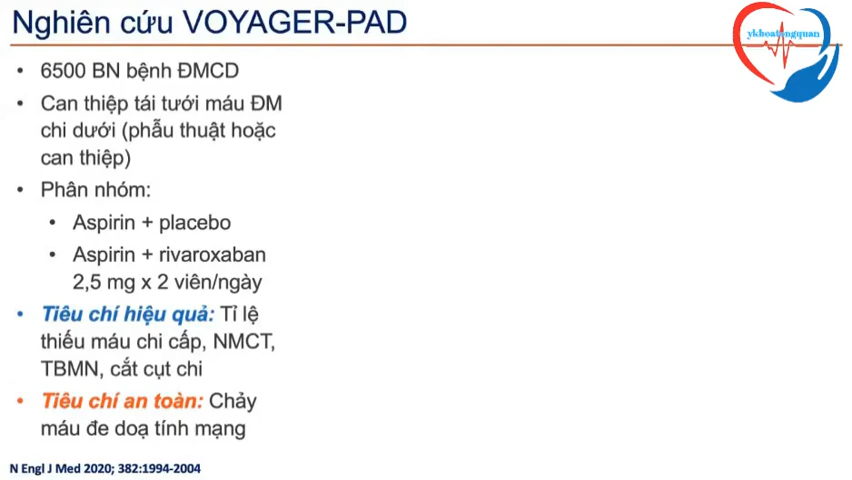 Nghiên cứu VOYAGER-PAD
ykhoatongquan
• 6500 BN bệnh ĐMCD
• Can thiệp tái tưới máu ĐM
chi dưới (phẫu thuật hoặc
can thiệp)
• Phân nhóm:
• Aspirin + placebo
• Aspirin + rivaroxaban
2,5 mg x 2 viên/ngày
• Tiêu chí hiệu quả: Tỉ lệ
thiếu máu chi cấp, NMCT,
TBMN, cắt cụt chi
• Tiêu chí an toàn: Chảy
máu đe doạ tính mạng
N Engl J Med 2020; 382:1994-2004